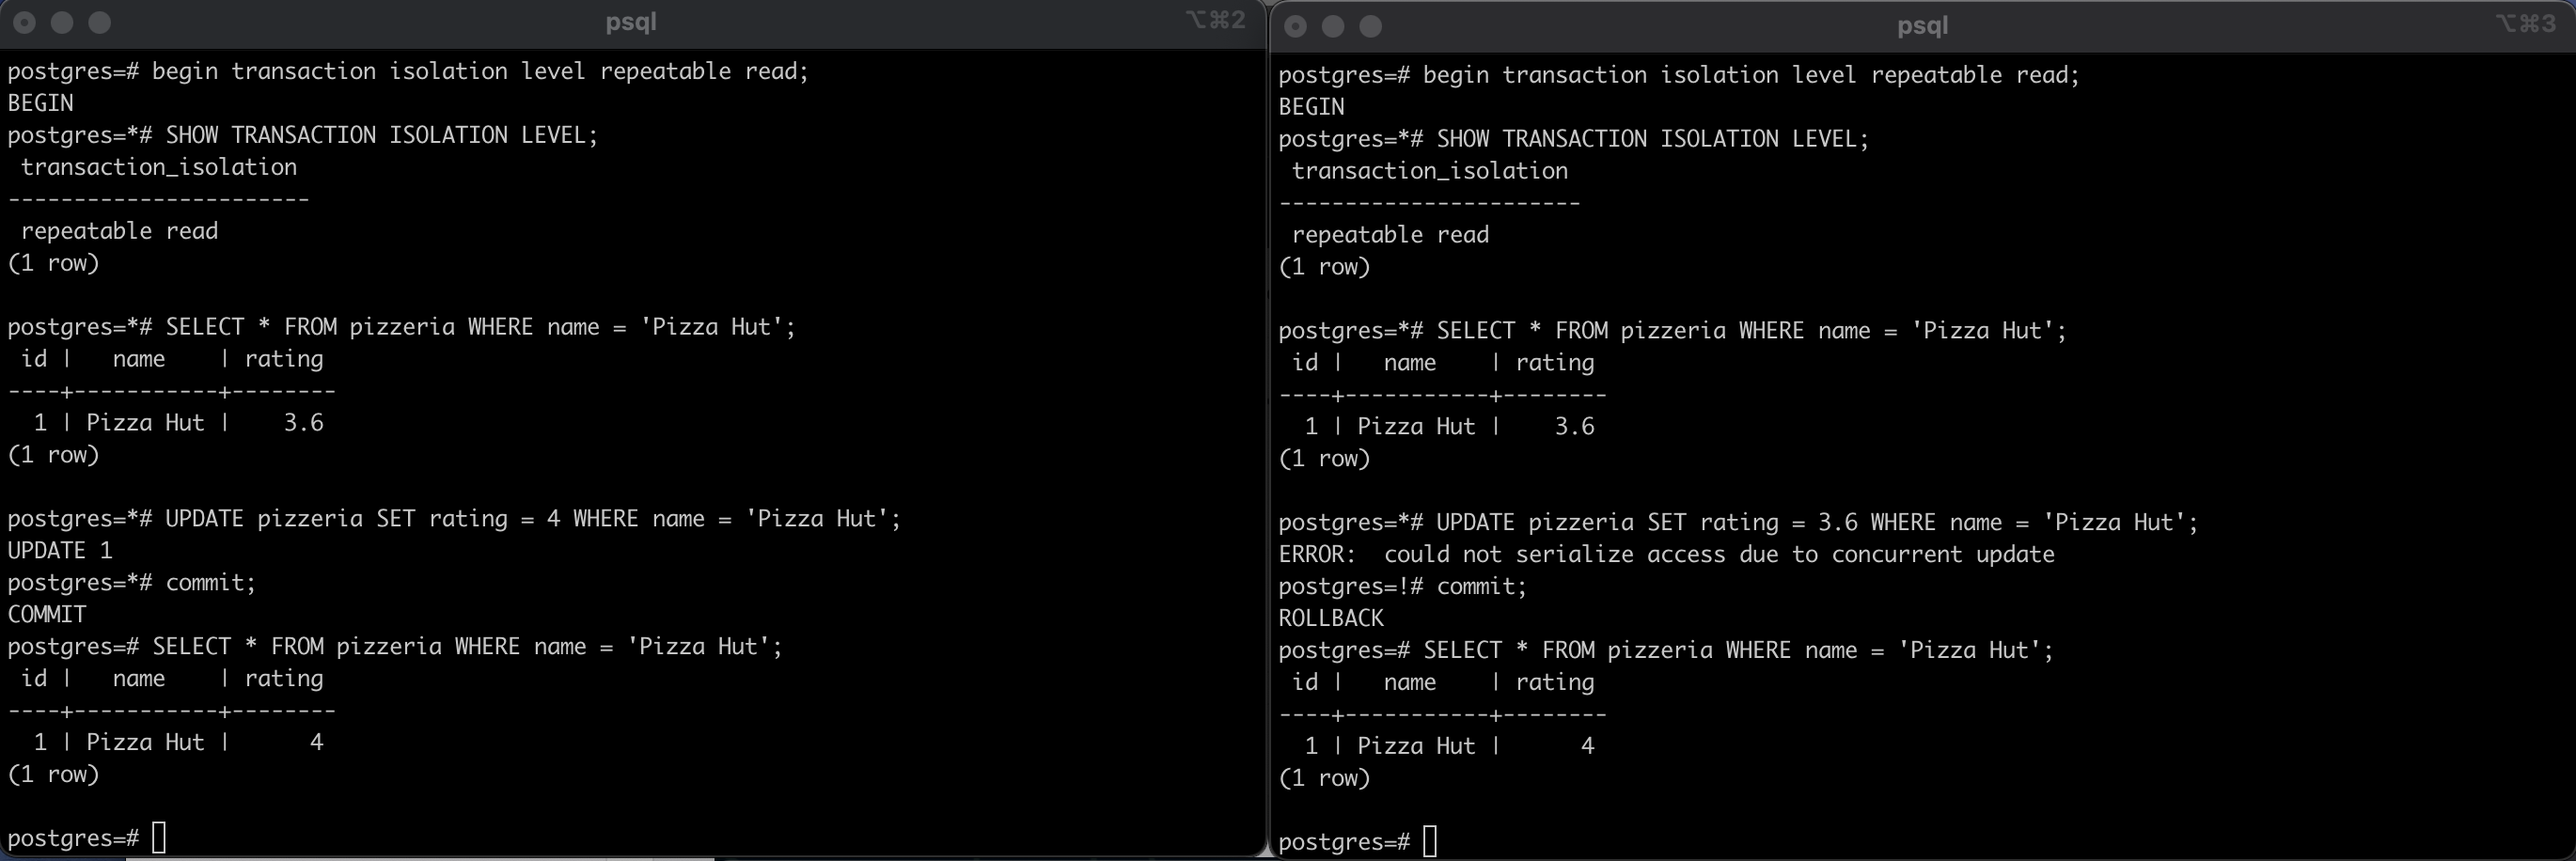 psql
⌥⌘2
postgres=# begin transaction isolation level repeatable read;
BEGIN
postgres=*# SHOW TRANSACTION ISOLATION LEVEL;
 transaction_isolation
-----------------------
 repeatable read
(1 row)

postgres=*# SELECT * FROM pizzeria WHERE name = 'Pizza Hut';
 id |   name    | rating
----+-----------+--------
  1 | Pizza Hut |    3.6
(1 row)

postgres=*# UPDATE pizzeria SET rating = 4 WHERE name = 'Pizza Hut';
UPDATE 1
postgres=*# commit;
COMMIT
postgres=# SELECT * FROM pizzeria WHERE name = 'Pizza Hut';
 id |   name    | rating
----+-----------+--------
  1 | Pizza Hut |      4
(1 row)

postgres=#
psql
⌥⌘3
postgres=# begin transaction isolation level repeatable read;
BEGIN
postgres=*# SHOW TRANSACTION ISOLATION LEVEL;
 transaction_isolation
-----------------------
 repeatable read
(1 row)

postgres=*# SELECT * FROM pizzeria WHERE name = 'Pizza Hut';
 id |   name    | rating
----+-----------+--------
  1 | Pizza Hut |    3.6
(1 row)

postgres=*# UPDATE pizzeria SET rating = 3.6 WHERE name = 'Pizza Hut';
ERROR:  could not serialize access due to concurrent update
postgres=!# commit;
ROLLBACK
postgres=# SELECT * FROM pizzeria WHERE name = 'Pizza Hut';
 id |   name    | rating
----+-----------+--------
  1 | Pizza Hut |      4
(1 row)

postgres=#